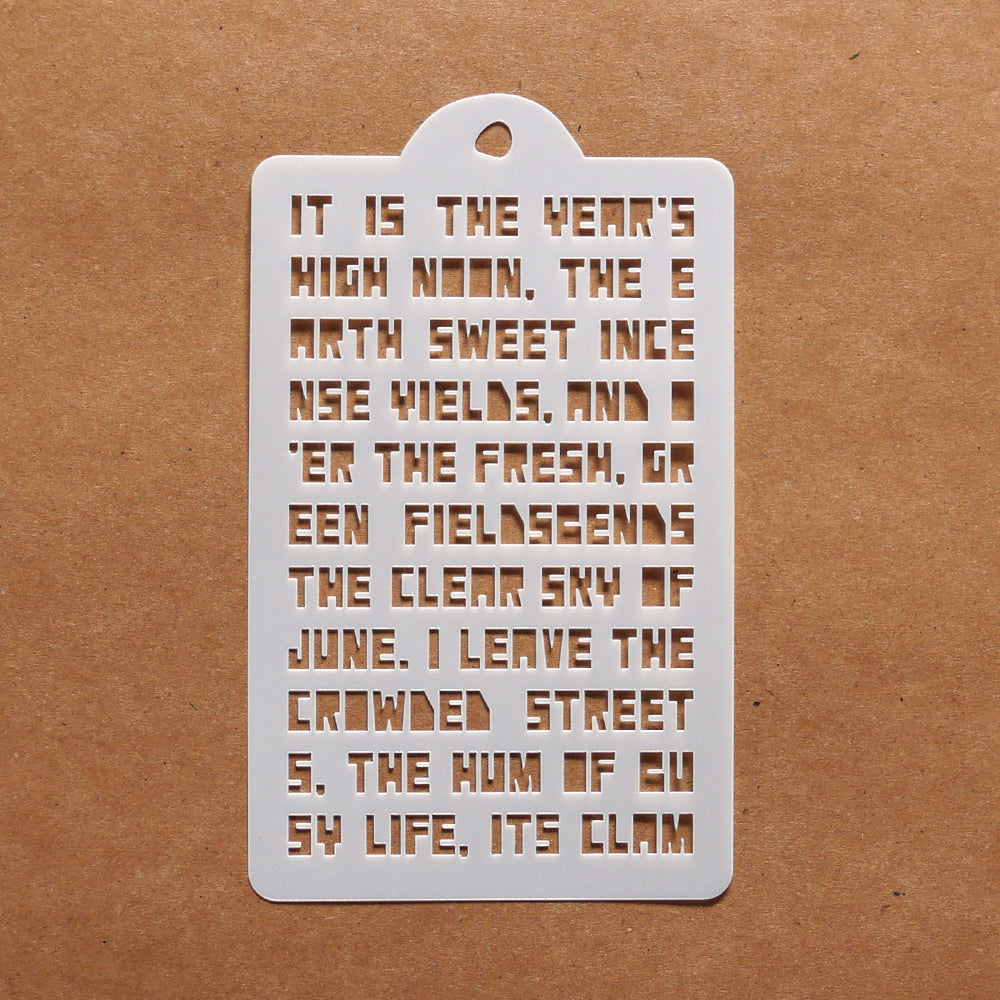 IT IS THE YEAR'S
HIGH NOON, THE E
ARTH SWEET INCE
NSE YIELDS, AND O
'ER THE FRESH, GR
EEN FIELDSBENDS
THE CLEAR SKY OF
JUNE. I LEAVE THE
CROWDED STREET
S, THE HUM OF BU
SY LIFE, ITS CLAM